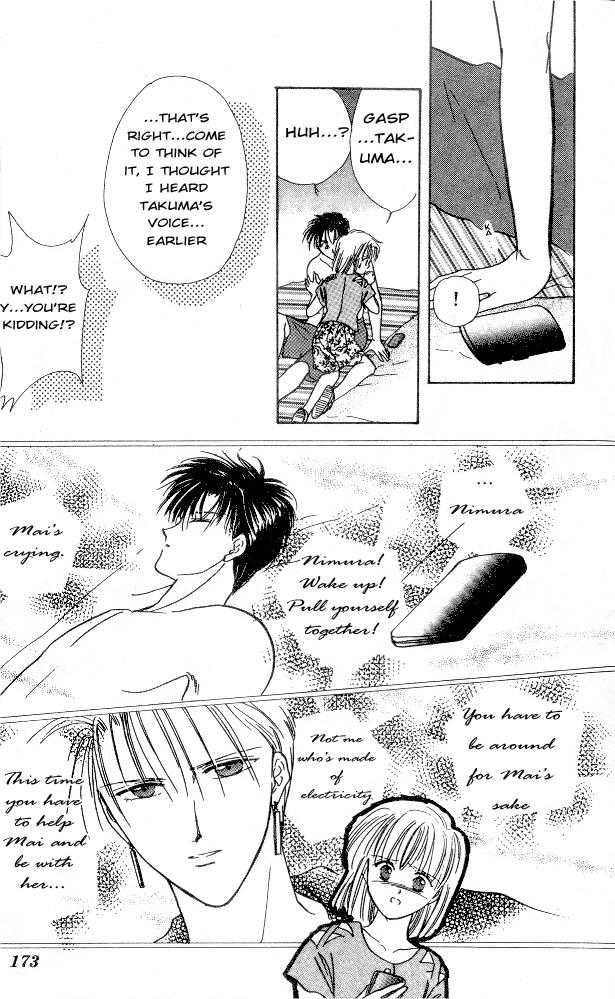 KA
!
GASP
...TAK-
UMA...
HUH...?
...THAT'S
RIGHT...COME
TO THINK OF
IT, I THOUGHT
I HEARD
TAKUMA'S
VOICE...
EARLIER
WHAT!?
Y...YOU'RE
KIDDING!?
...
Nimura
Nimura!
Wake up!
Pull yourself
together!
Mai's
crying.
You have to
be around
for Mai's
sake
Not me
who's made
of
electricity
This time
you have
to help
Mai and
be with
her...
173